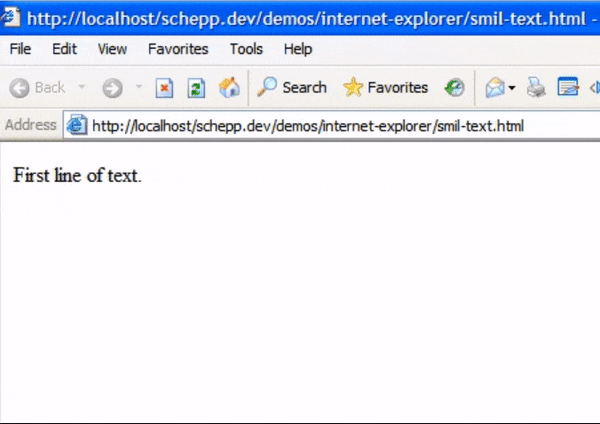 http://localhost/schepp.dev/demos/internet-explorer/smil-text.html -
File Edit View Favorites Tools Help
Back Search Favorites
Address http://localhost/schepp.dev/demos/internet-explorer/smil-text.html
First line of text.